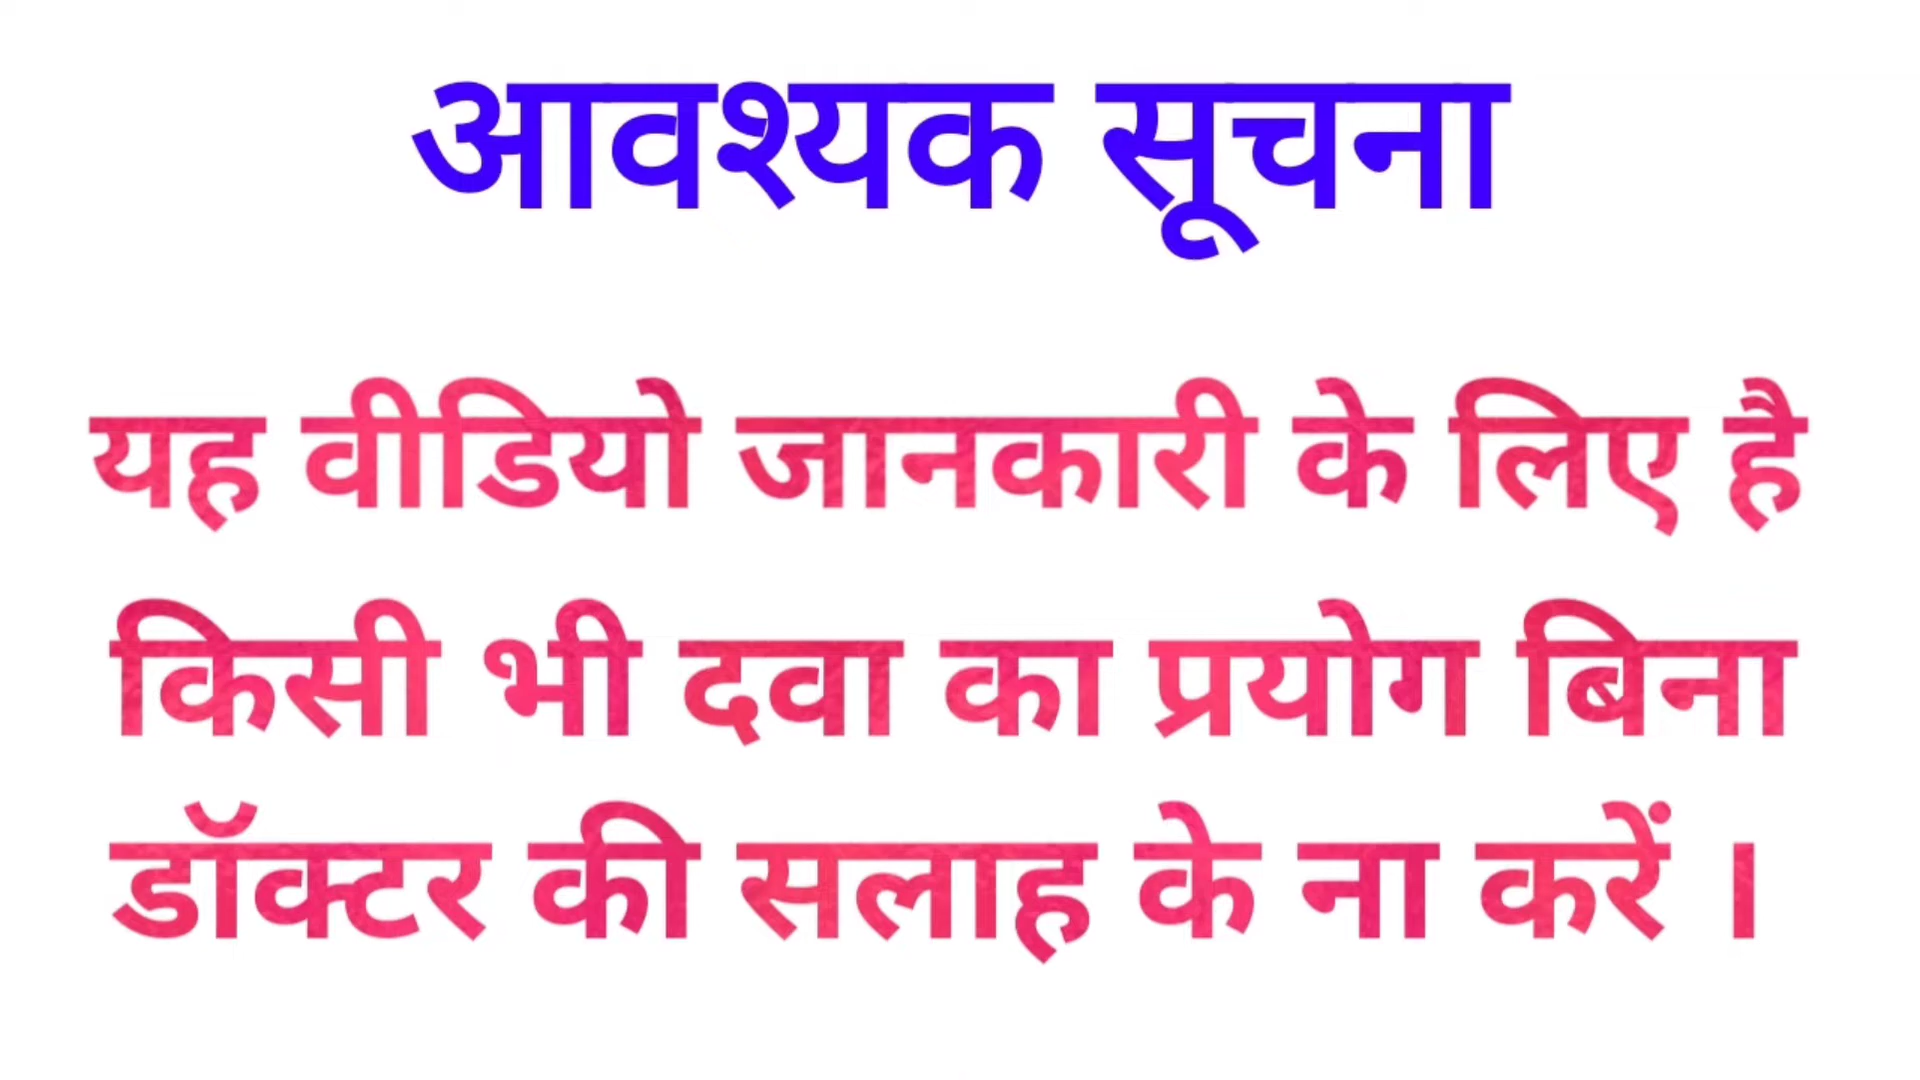 आवश्यक सूचना
यह वीडियो जानकारी के लिए है
किसी भी दवा का प्रयोग बिना
डॉक्टर की सलाह के ना करें ।